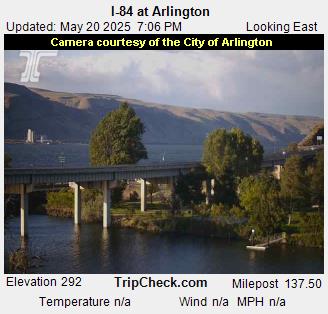 I-84 at Arlington
Updated: May 20 2025 7:06 PM Looking East
Camera courtesy of the City of Arlington
Elevation 292 TripCheck.com Milepost 137.50
Temperature n/a Wind n/a MPH n/a